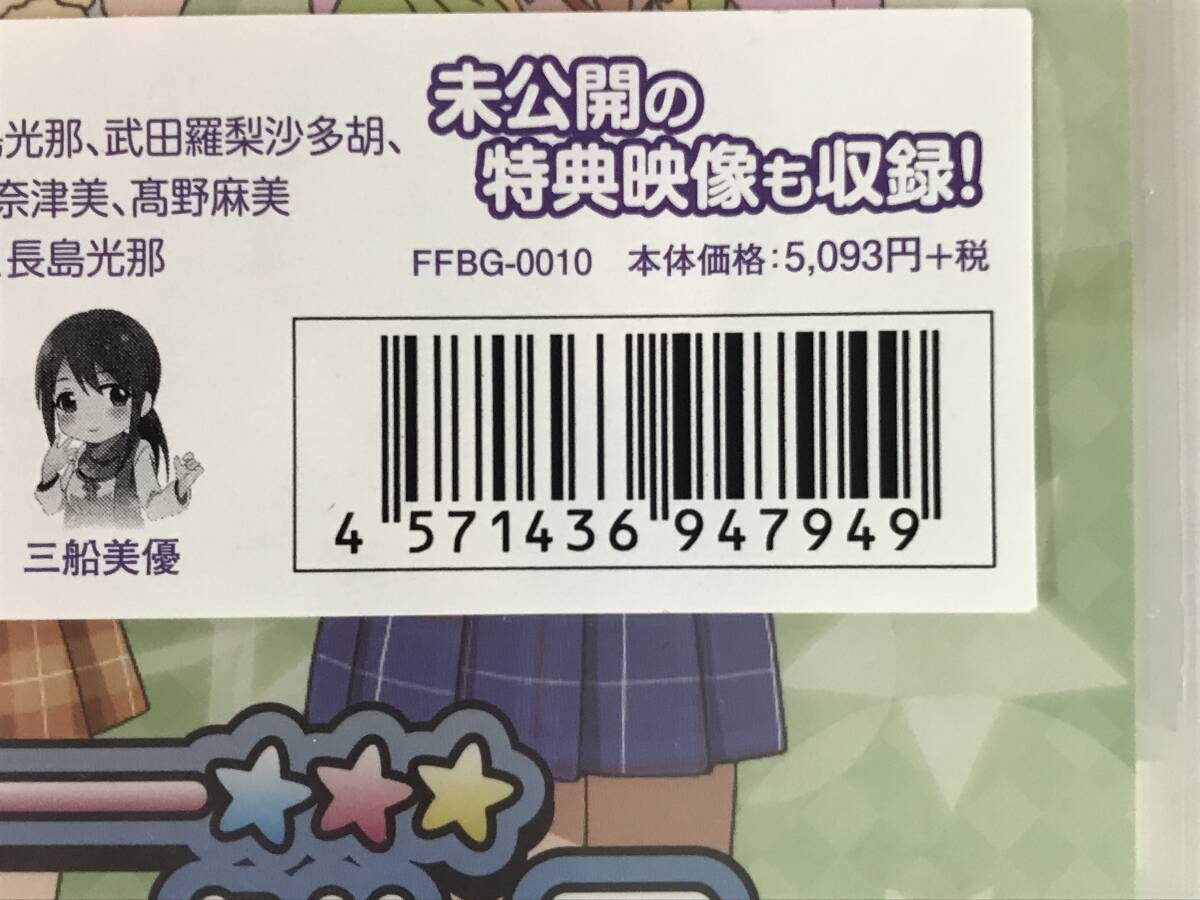 光那、武田羅梨沙多胡、
奈津美、髙野麻美
長島光那
未公開の
特典映像も収録!
FFBG-0010 本体価格:5,093円+税
三船美優
4 571436 947949